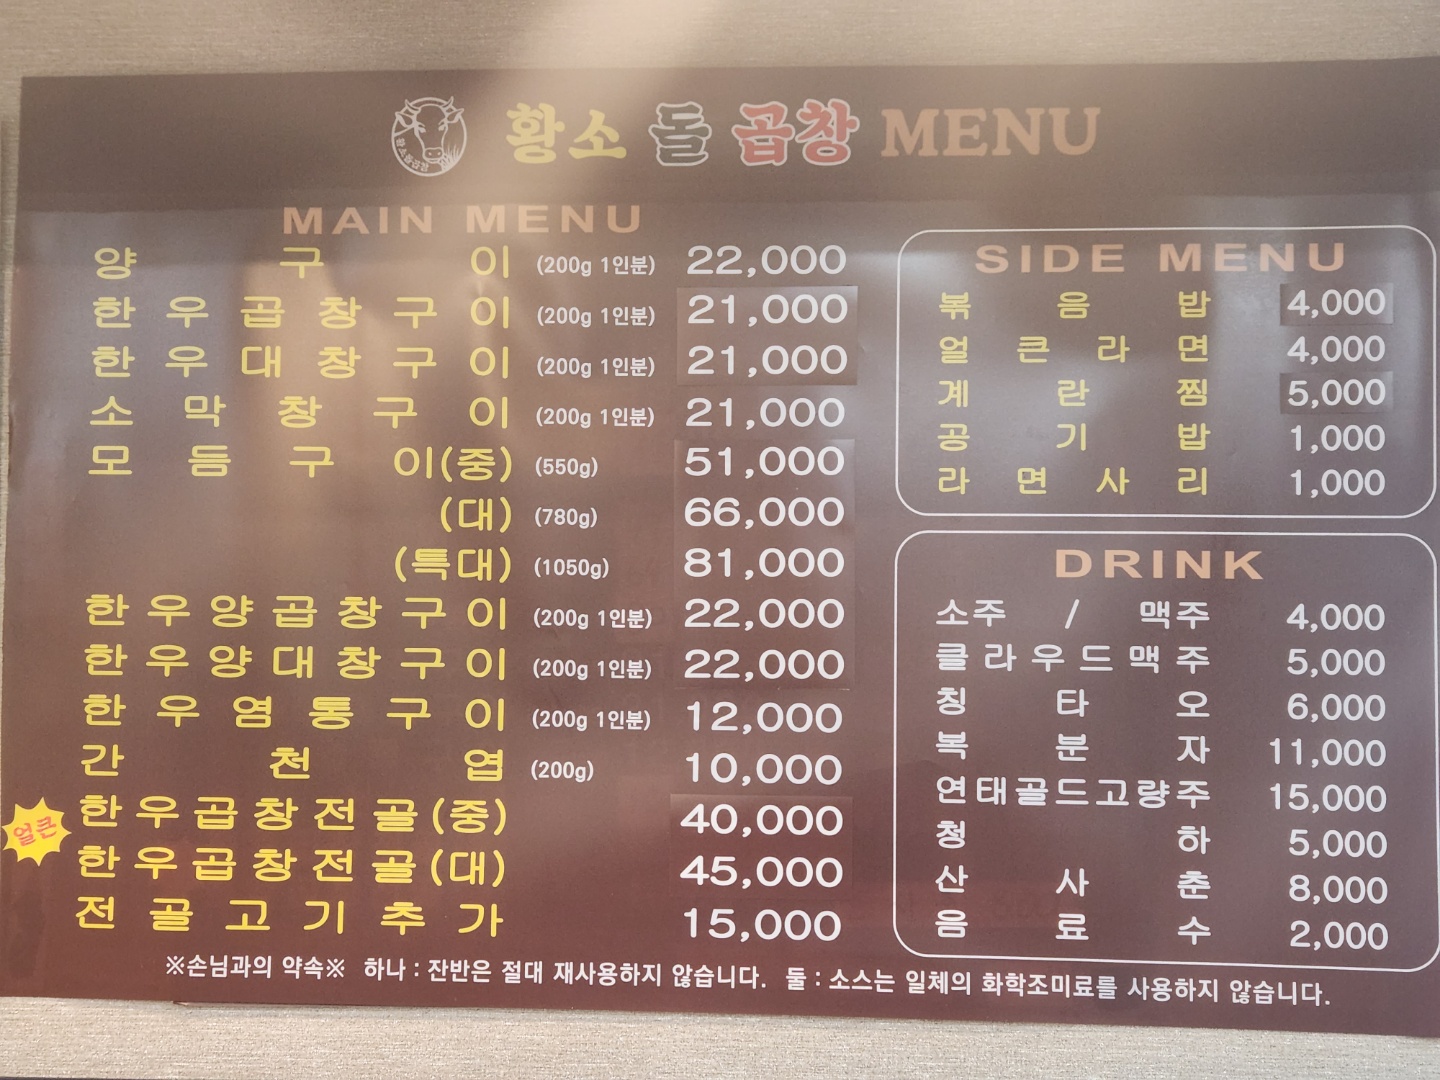 황소돌곱창
황소 돌 곱창 MENU
MAIN MENU
양구이 (200g 1인분) 22,000
한우곱창구이 (200g 1인분) 21,000
한우대창구이 (200g 1인분) 21,000
소막창구이 (200g 1인분) 21,000
모듬구이(중) (550g) 51,000
(대) (780g) 66,000
(특대) (1050g) 81,000
한우양곱창구이 (200g 1인분) 22,000
한우양대창구이 (200g 1인분) 22,000
한우염통구이 (200g 1인분) 12,000
간천엽 (200g) 10,000
얼큰
한우곱창전골(중) 40,000
한우곱창전골(대) 45,000
전골고기추가 15,000
SIDE MENU
볶음밥 4,000
얼큰라면 4,000
계란찜 5,000
공기밥 1,000
라면사리 1,000
DRINK
소주 / 맥주 4,000
클라우드맥주 5,000
칭타오 6,000
복분자 11,000
연태골드고량주 15,000
청하 5,000
산사춘 8,000
음료수 2,000
※손님과의 약속※ 하나 : 잔반은 절대 재사용하지 않습니다. 둘 : 소스는 일체의 화학조미료를 사용하지 않습니다.